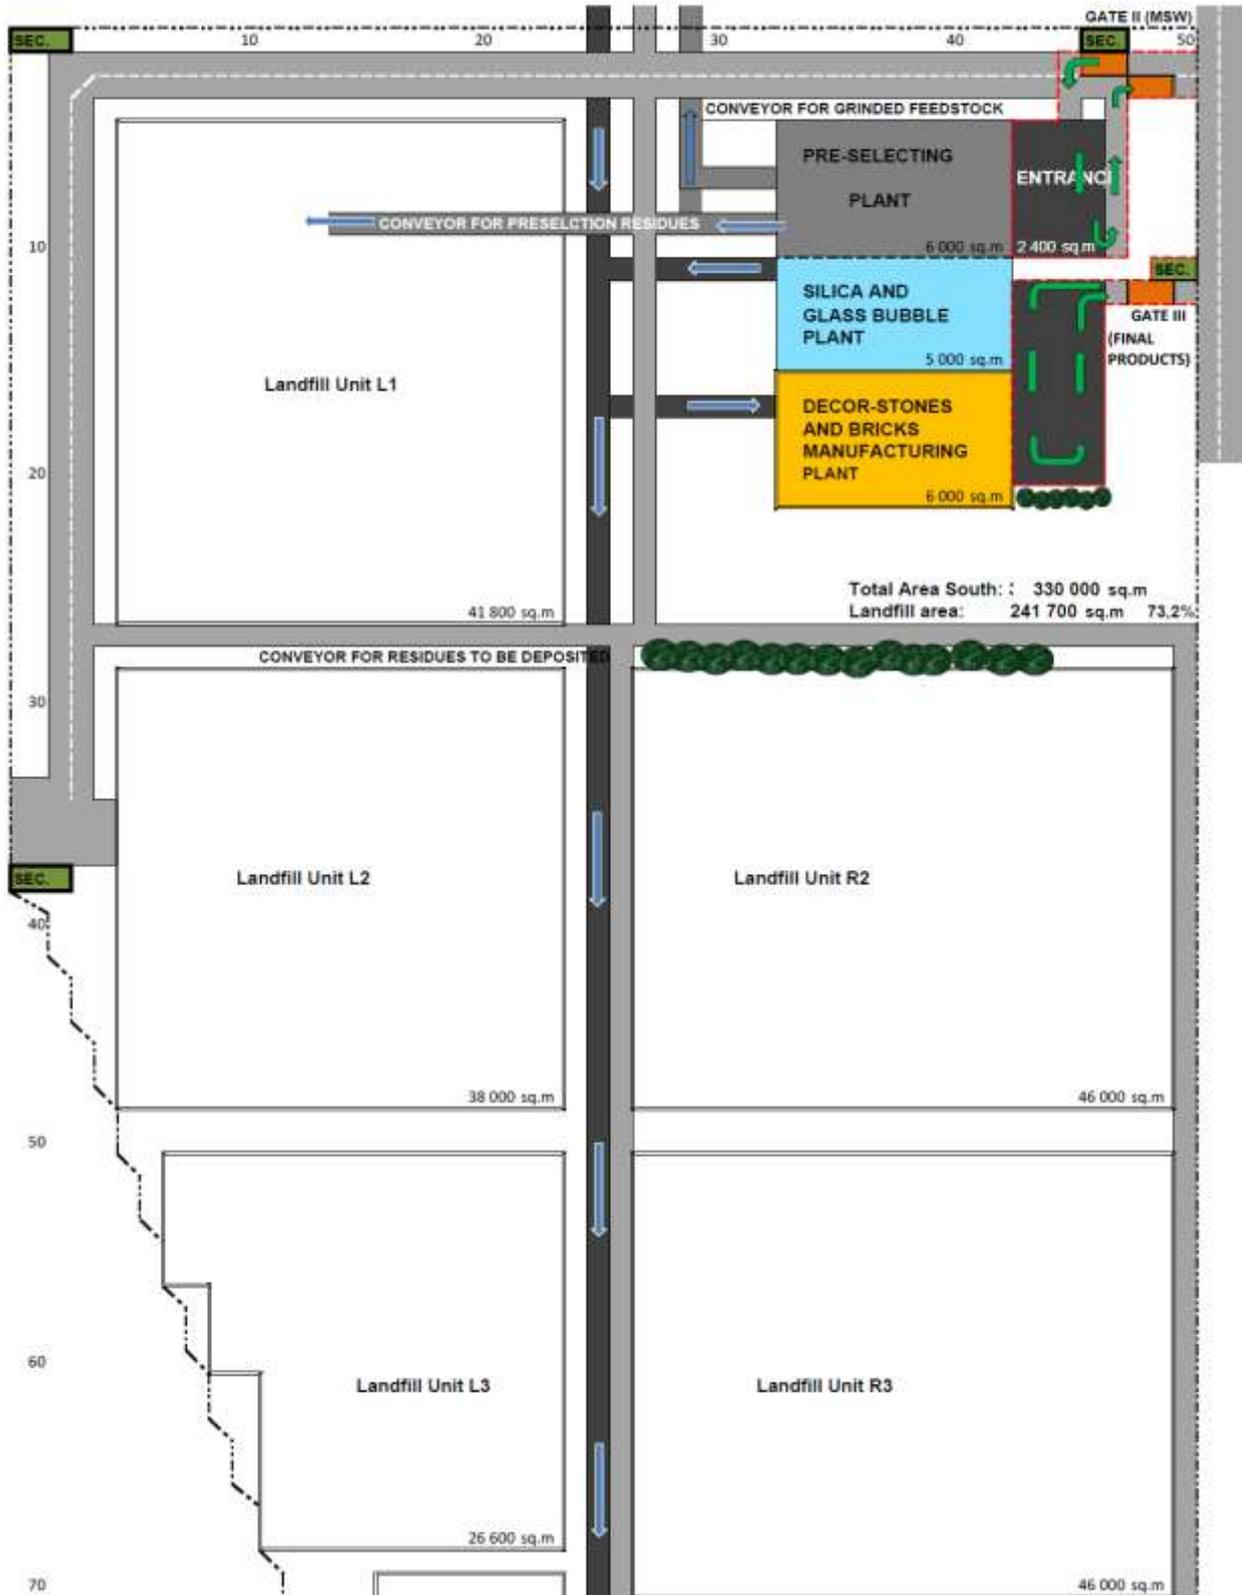 GATE II (MSW)
SEC.
10
20
30
40
SEC.
50
CONVEYOR FOR GRINDED FEEDSTOCK
PRE-SELECTING
PLANT
6 000 sq.m
ENTRANCE
2 400 sq.m
CONVEYOR FOR PRESELCTION RESIDUES
10
SEC.
SILICA AND
GLASS BUBBLE
PLANT
5 000 sq.m
GATE III
(FINAL
PRODUCTS)
Landfill Unit L1
DECOR-STONES
AND BRICKS
MANUFACTURING
PLANT
6 000 sq.m
20
Total Area South: : 330 000 sq.m
Landfill area: 241 700 sq.m 73,2%
41 800 sq.m
CONVEYOR FOR RESIDUES TO BE DEPOSITED
30
Landfill Unit L2
Landfill Unit R2
SEC.
40
38 000 sq.m
46 000 sq.m
50
60
Landfill Unit L3
Landfill Unit R3
26 600 sq.m
70
46 000 sq.m